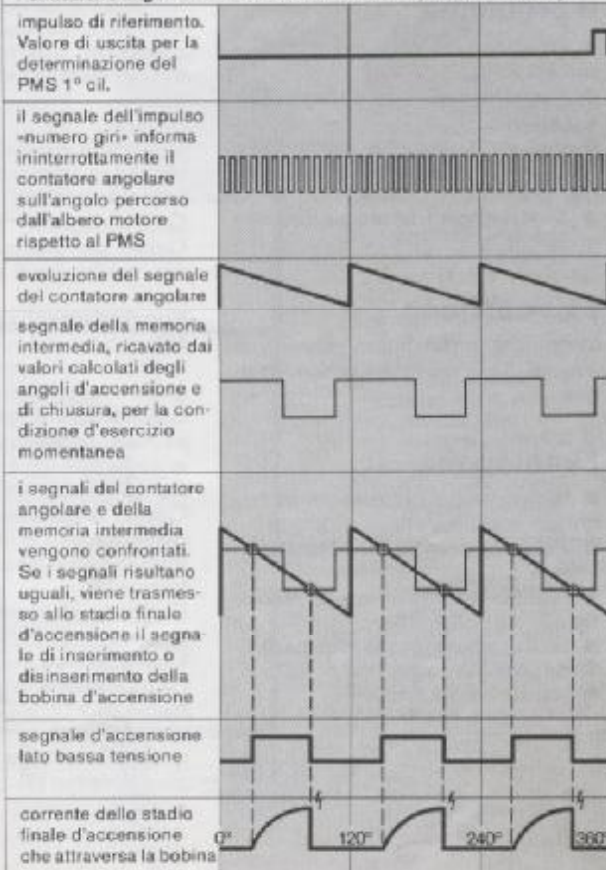 impulso di riferimento.
Valore di uscita per la
determinazione del
PMS 1º cil.
il segnale dell'impulso
«numero giri» informa
ininterrottamente il
contatore angolare
sull'angolo percorso
dall'albero motore
rispetto al PMS
evoluzione del segnale
del contatore angolare
segnale della memoria
intermedia, ricavato dai
valori calcolati degli
angoli d'accensione e
di chiusura, per la con-
dizione d'esercizio
momentanea
i segnali del contatore
angolare e della
memoria intermedia
vengono confrontati.
Se i segnali risultano
uguali, viene trasmes-
so allo stadio finale
d'accensione il segna-
le di inserimento o
disinserimento della
bobina d'accensione
segnale d'accensione
lato bassa tensione
corrente dello stadio
finale d'accensione
che attraversa la bobina
0° 120° 240° 360°